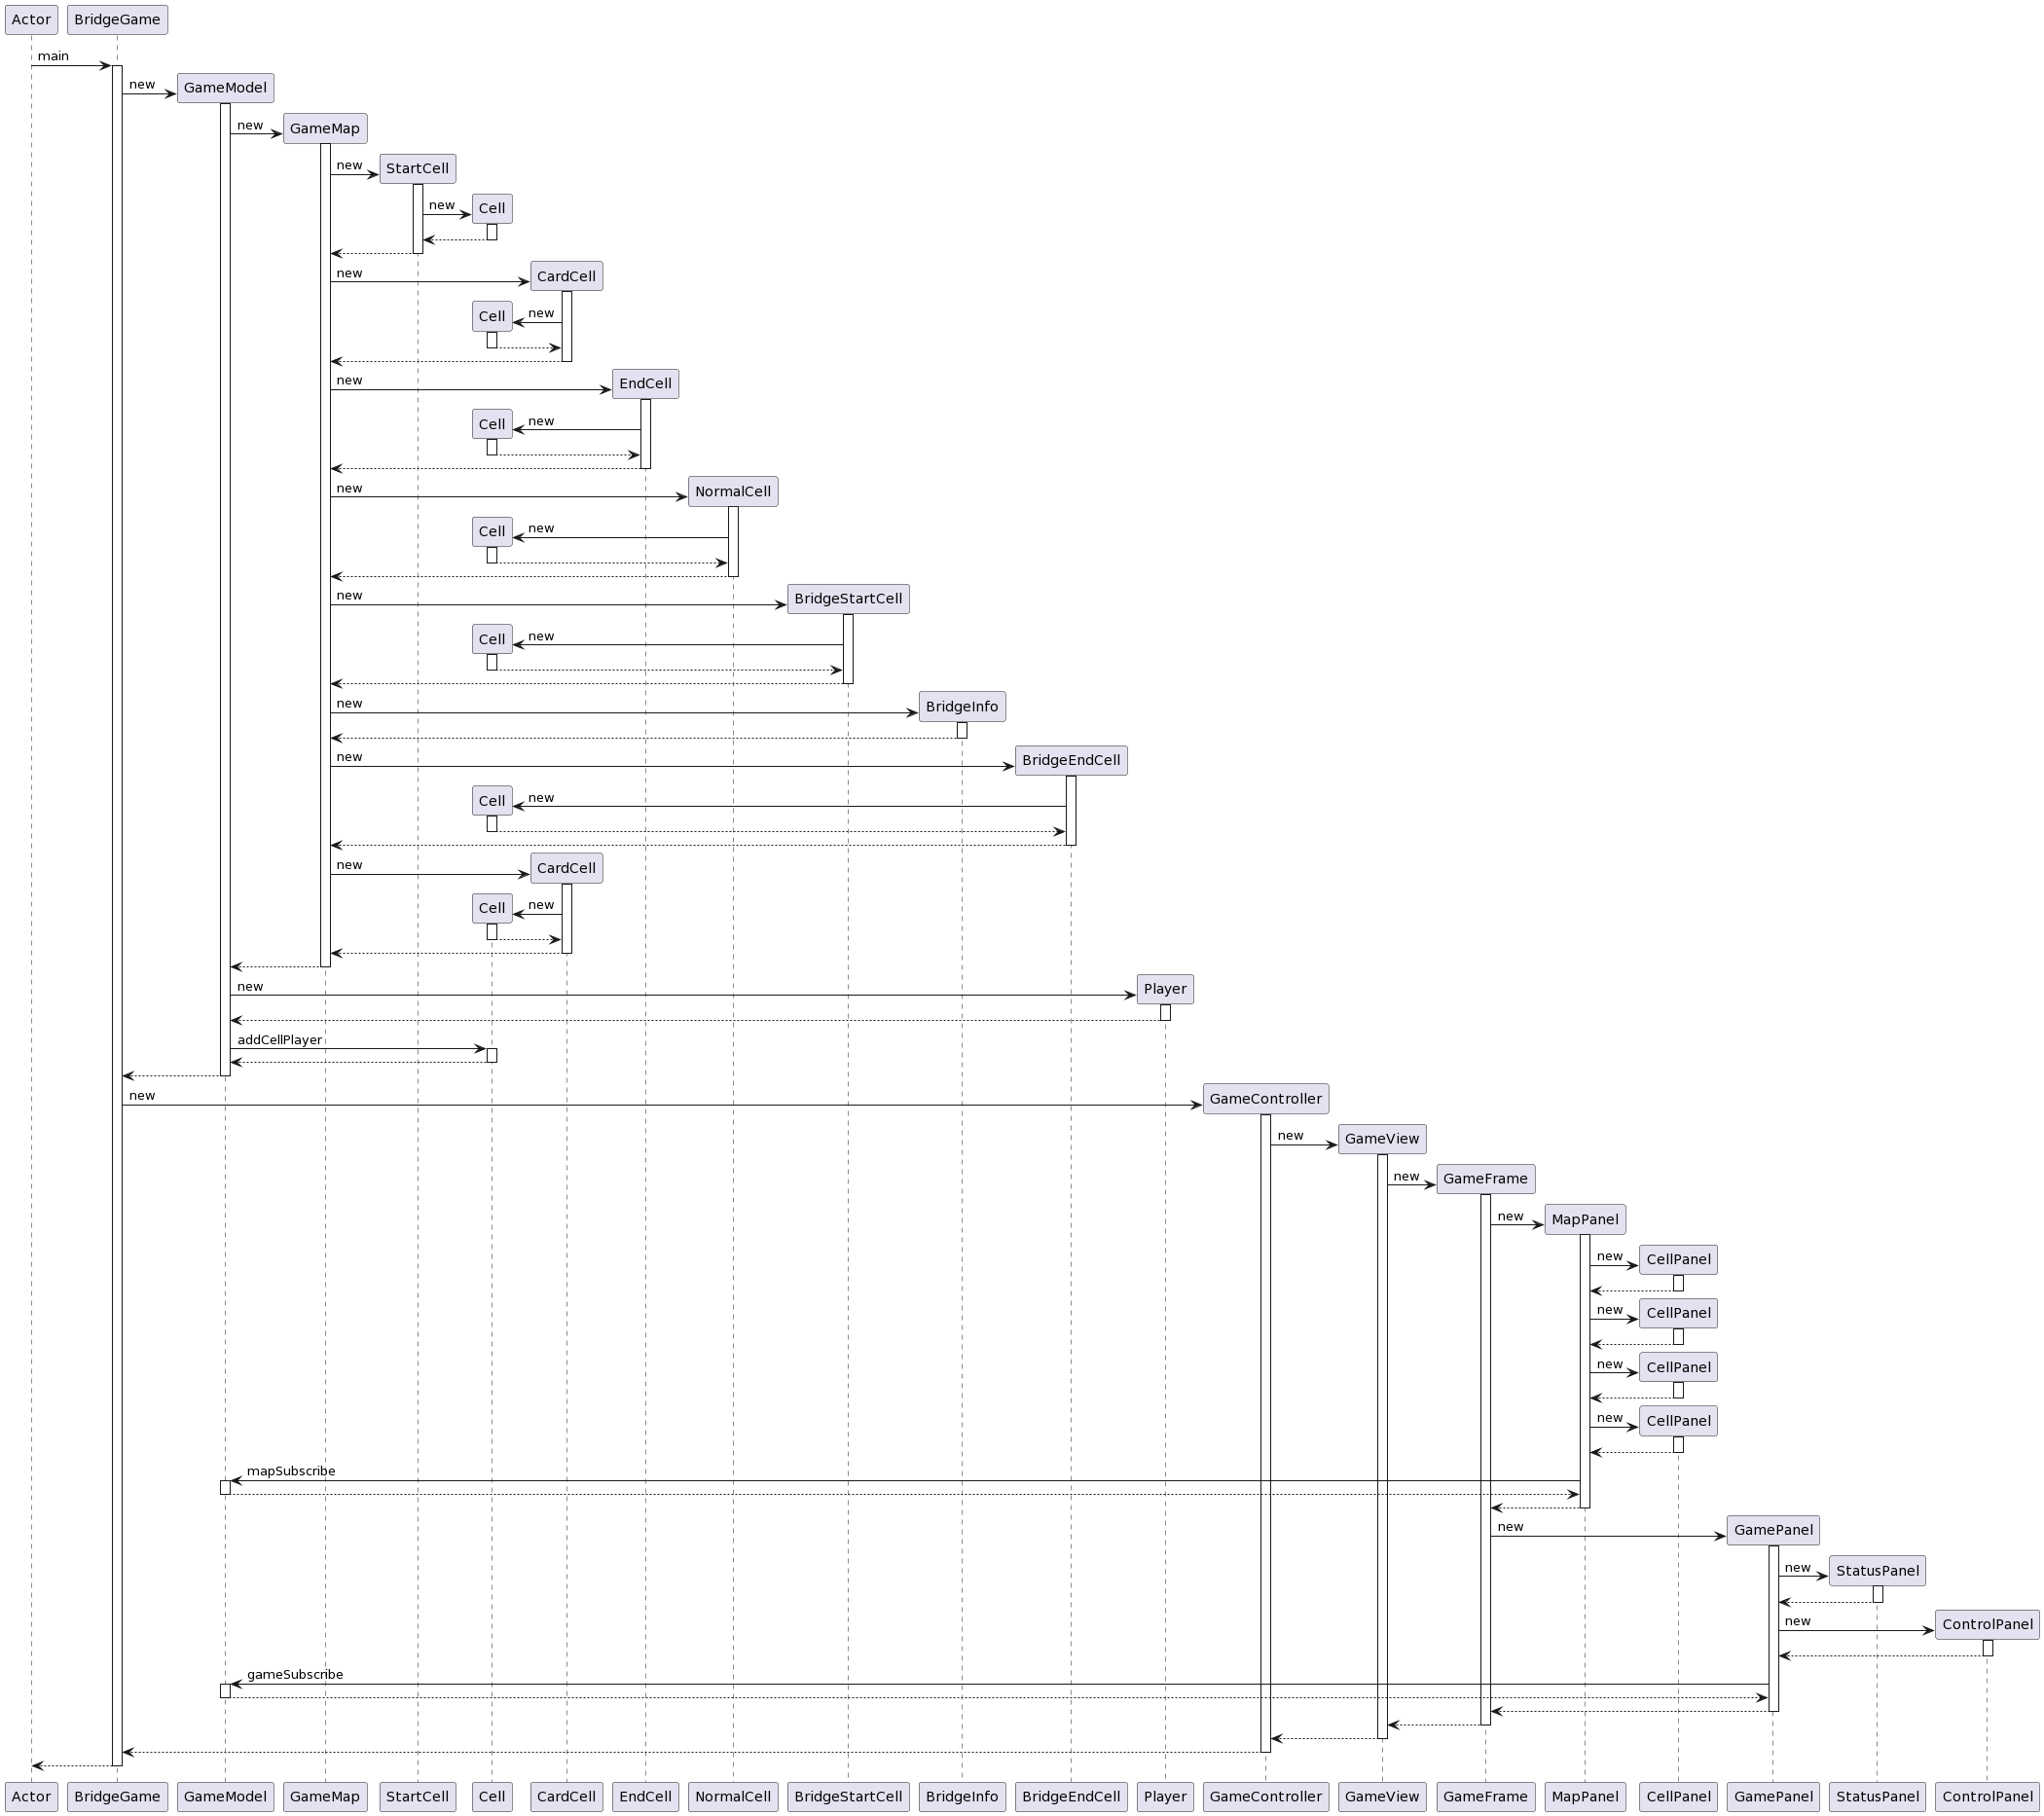 Actor BridgeGame
main
new GameModel
new GameMap
new StartCell
new Cell
new CardCell
Cell new
new EndCell
Cell new
new NormalCell
Cell new
new BridgeStartCell
Cell new
new BridgeInfo
new BridgeEndCell
Cell new
new CardCell
Cell new
new Player
addCellPlayer
new GameController
new GameView
new GameFrame
new MapPanel
new CellPanel
new CellPanel
new CellPanel
new CellPanel
mapSubscribe
new GamePanel
new StatusPanel
new ControlPanel
gameSubscribe
Actor BridgeGame GameModel GameMap StartCell Cell CardCell EndCell NormalCell BridgeStartCell BridgeInfo BridgeEndCell Player GameController GameView GameFrame MapPanel CellPanel GamePanel StatusPanel ControlPanel